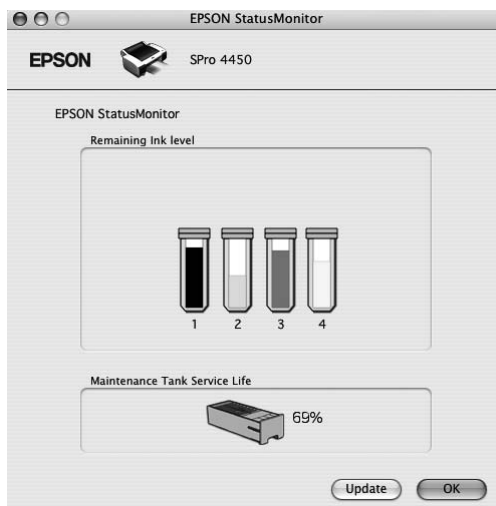 EPSON StatusMonitor
EPSON SPro 4450
EPSON StatusMonitor
Remaining Ink level
1 2 3 4
Maintenance Tank Service Life
69%
Update OK